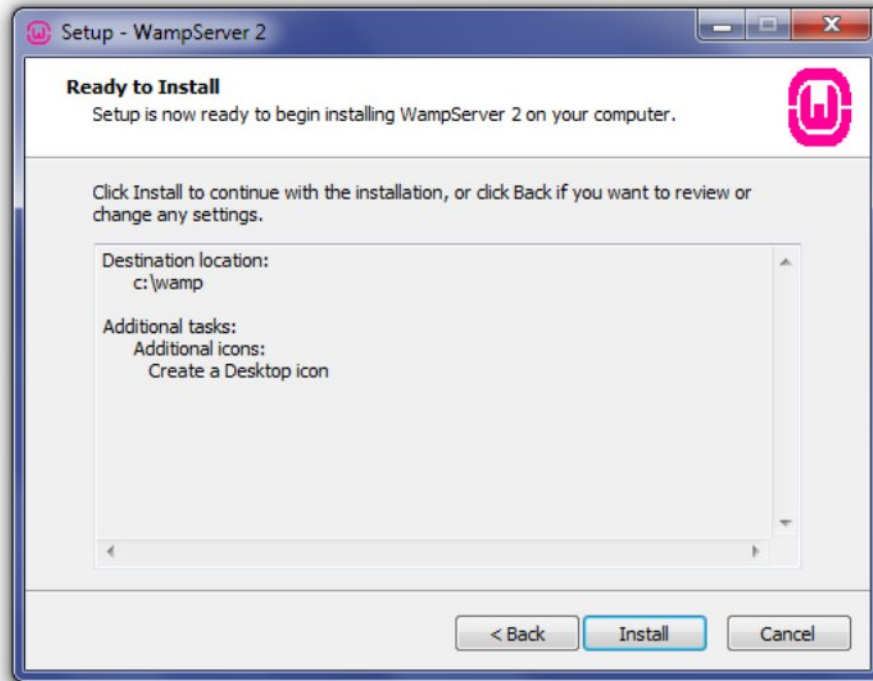 Setup - WampServer 2
Ready to Install
Setup is now ready to begin installing WampServer 2 on your computer.
W
Click Install to continue with the installation, or click Back if you want to review or
change any settings.
Destination location:
c:\wamp
Additional tasks:
Additional icons:
Create a Desktop icon
< Back
Install
Cancel